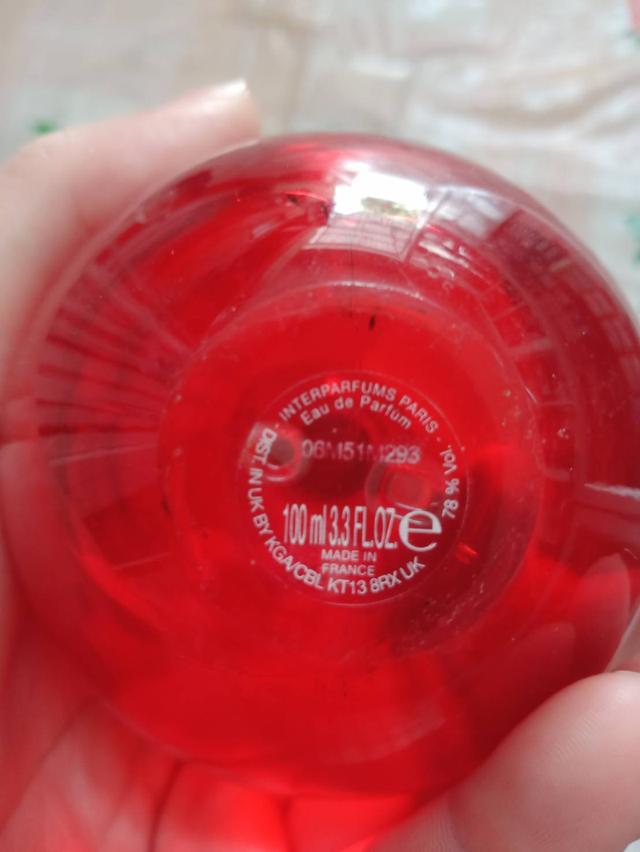 · INTERPARFUMS PARIS ·
Eau de Parfum
06M51M293
100 ml 3.3 FL.OZ. e
MADE IN
FRANCE
DIST. IN UK BY KGA/CBL KT13 8RX UK
78 % Vol.